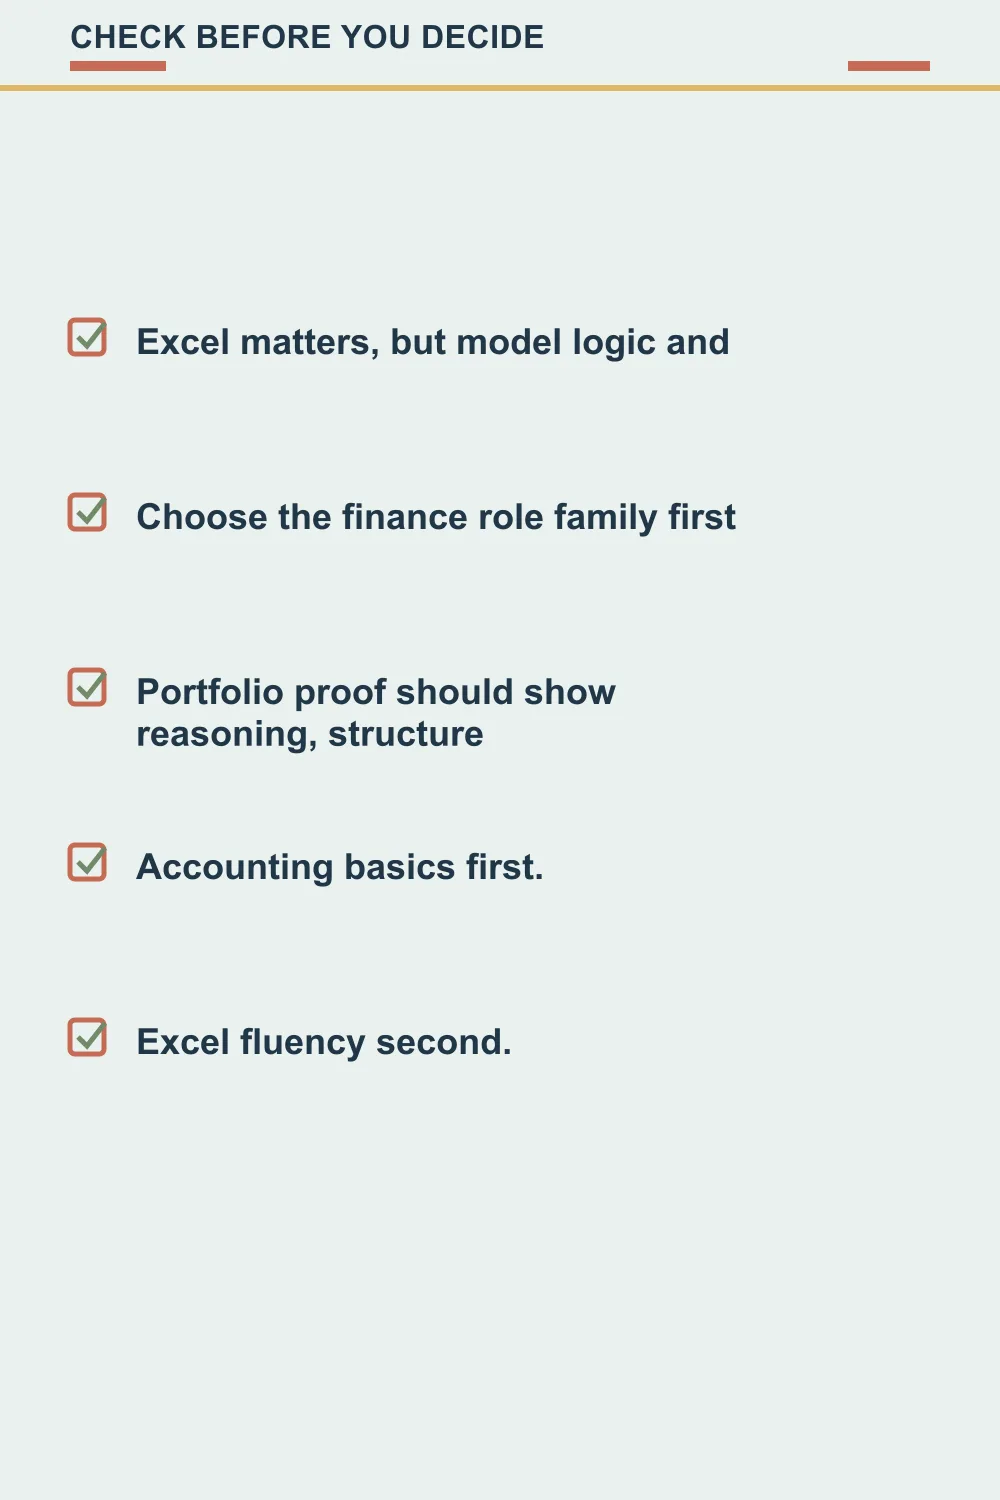 CHECK BEFORE YOU DECIDE
Excel matters, but model logic and
Choose the finance role family first
Portfolio proof should show
reasoning, structure
Accounting basics first.
Excel fluency second.